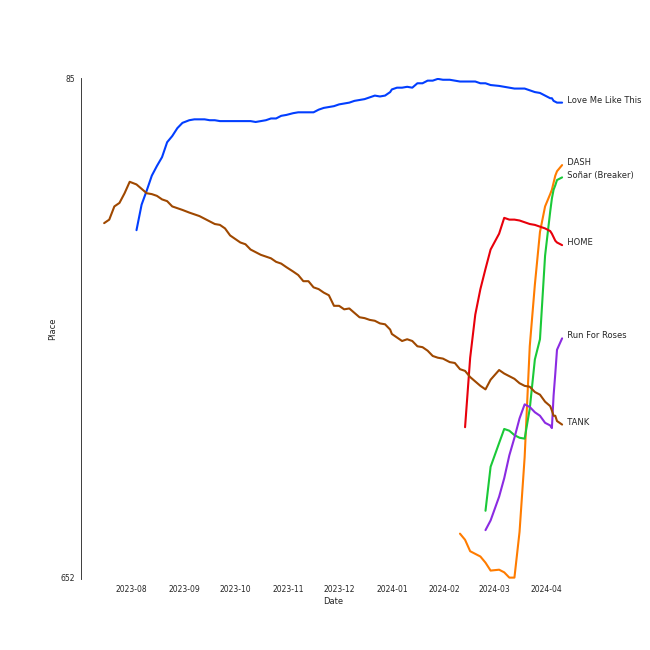 85
Love Me Like This
DASH
Soñar (Breaker)
HOME
Place
Run For Roses
TANK
652
2023-08 2023-09 2023-10 2023-11 2023-12 2024-01 2024-02 2024-03 2024-04
Date